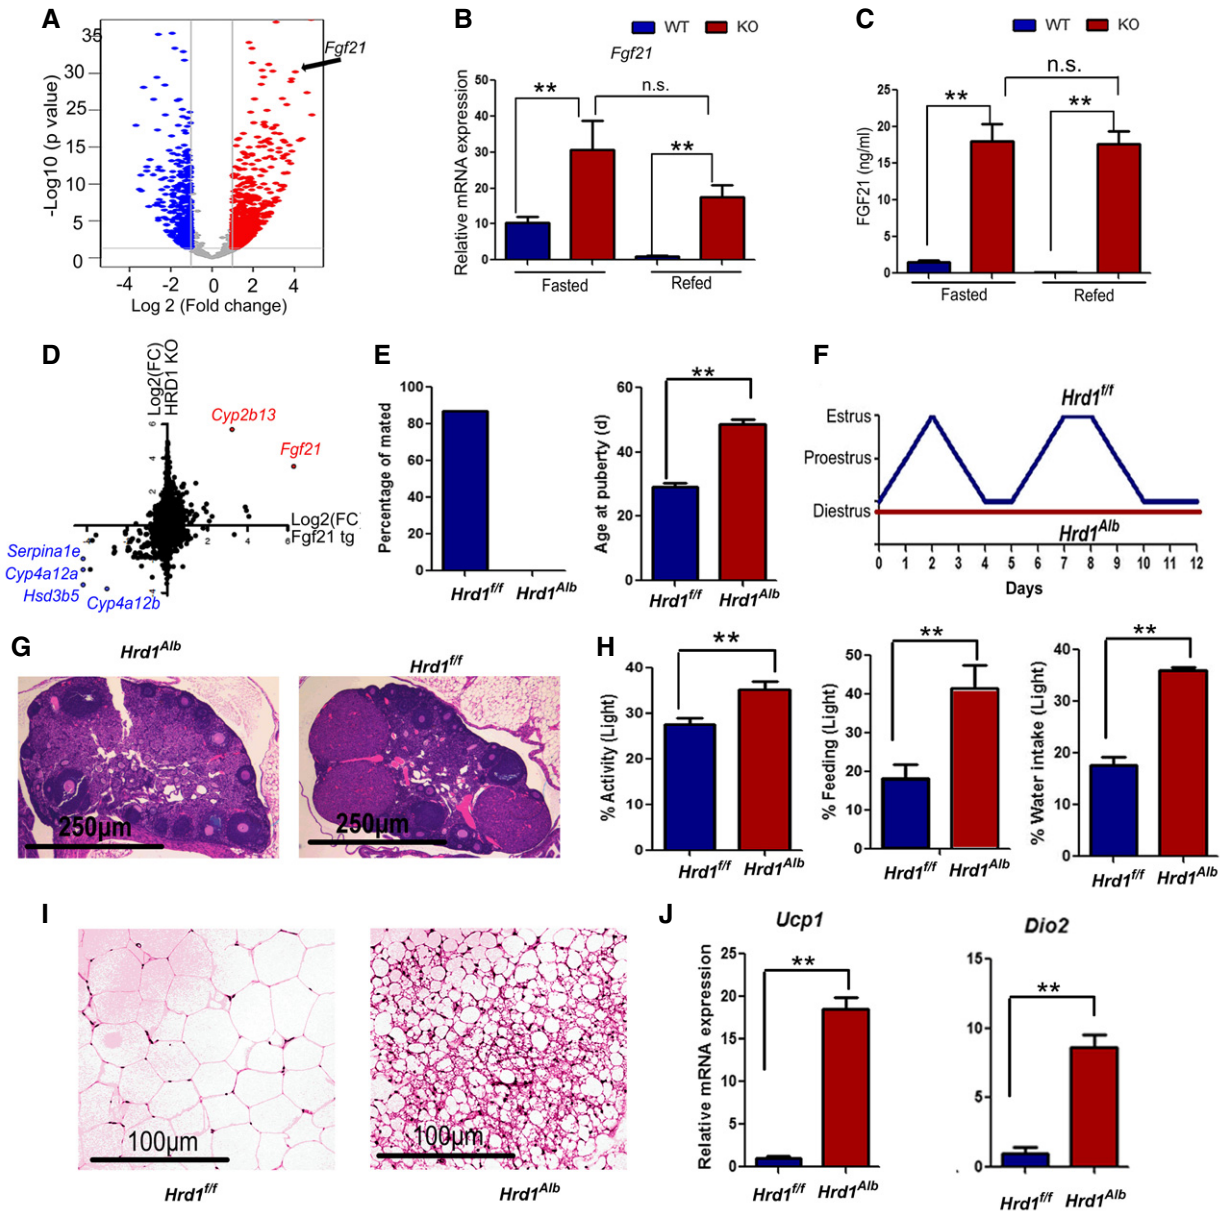 A
35
30
25
20
15
10
5
0
-Log10 (p value)
Fgf21
-4 -2 0 2 4
Log 2 (Fold change)
B
WT KO
Fgf21
Relative mRNA expression
50
40
30
20
10
0
** n.s.
**
Fasted Refed
C
WT KO
n.s.
** **
FGF21 (ng/ml)
25
20
15
10
5
0
Fasted Refed
D
Log2(FC)
HRD1 KO
6
4
2
Cyp2b13
Fgf21
Log2(FC
Fgf21 tg
2 6
Serpina1e
Cyp4a12a
Hsd3b5
Cyp4a12b
E
Percentage of mated
100
80
60
40
20
0
Hrd1f/f Hrd1Alb
Age at puberty (d)
60
40
20
0
**
Hrd1f/f Hrd1Alb
F
Hrd1f/f
Estrus
Proestrus
Diestrus
Hrd1Alb
0 1 2 3 4 5 6 7 8 9 10 11 12
Days
G
Hrd1Alb
Hrd1f/f
250µm
250µm
H
% Activity (Light)
40
30
20
10
0
**
Hrd1f/f Hrd1Alb
% Feeding (Light)
50
40
30
20
10
0
**
Hrd1f/f Hrd1Alb
% Water intake (Light)
40
30
20
10
0
**
Hrd1f/f Hrd1Alb
I
100µm
100µm
Hrd1f/f
Hrd1Alb
J
Ucp1
Relative mRNA expression
25
20
15
10
5
0
**
Hrd1f/f Hrd1Alb
Dio2
15
10
5
0
**
Hrd1f/f Hrd1Alb